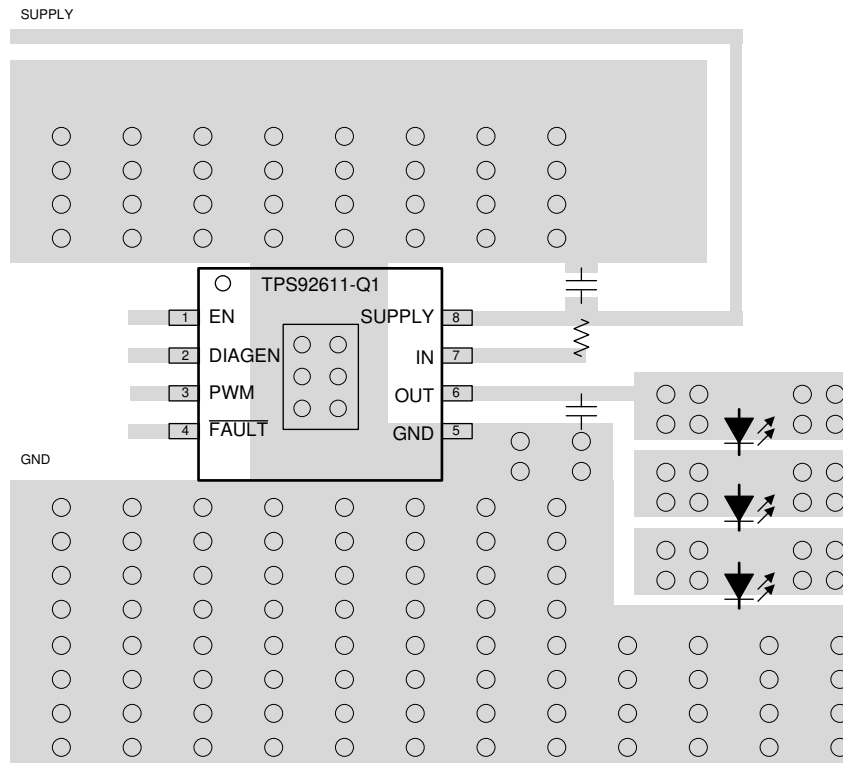 SUPPLY
TPS92611-Q1
1 EN
SUPPLY 8
2 DIAGEN
IN 7
3 PWM
OUT 6
4 FAULT
GND 5
GND